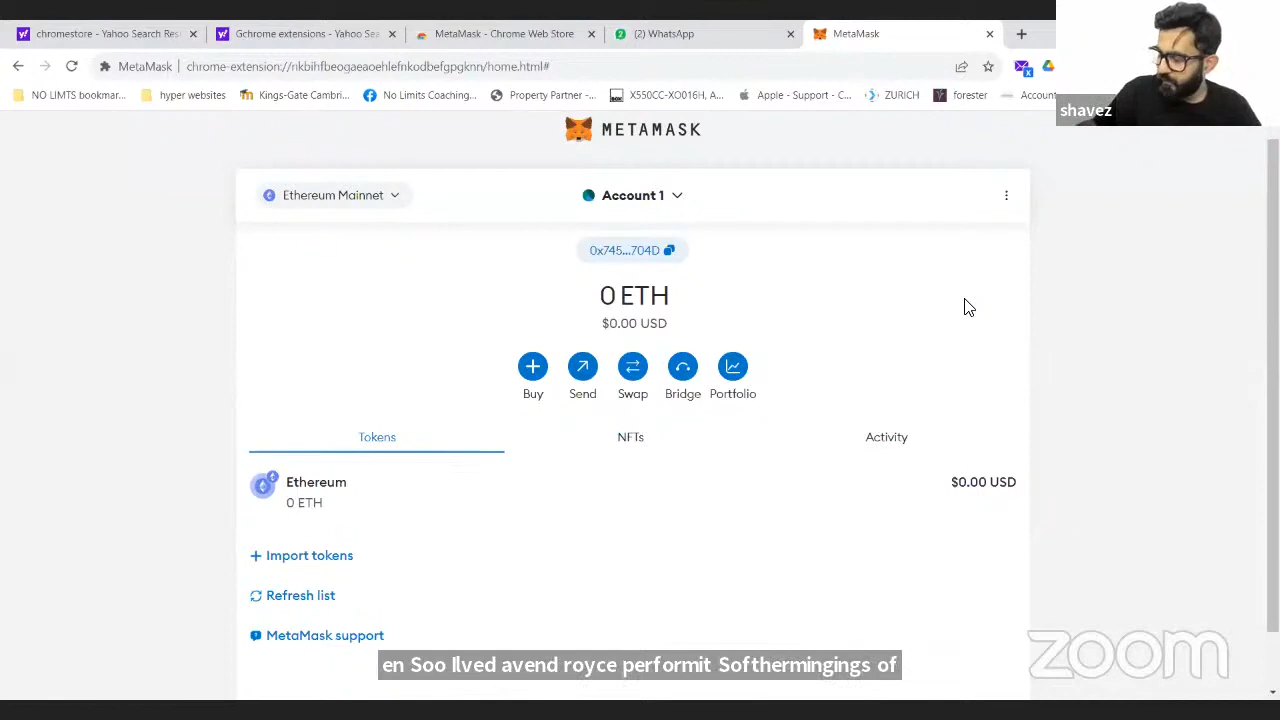 chromestore - Yahoo Search Res
Gchrome extensions - Yahoo Sea
MetaMask - Chrome Web Store
(2) WhatsApp
MetaMask
MetaMask | chrome-extension://nkbihfbeogaeaoehlefnkodbefgpgknn/home.html#
NO LIMTS bookmar...
hyper websites
Kings-Gate Cambri...
No Limits Coaching...
Property Partner -...
X550CC-XO016H, A...
Apple - Support - C...
ZURICH
forester
Account
shavez
METAMASK
Ethereum Mainnet
Account 1
0x745...704D
0 ETH
$0.00 USD
Buy
Send
Swap
Bridge
Portfolio
Tokens
NFTs
Activity
Ethereum
$0.00 USD
0 ETH
+ Import tokens
Refresh list
MetaMask support
en Soo Ilved avend royce performit Softhermingings of
zoom